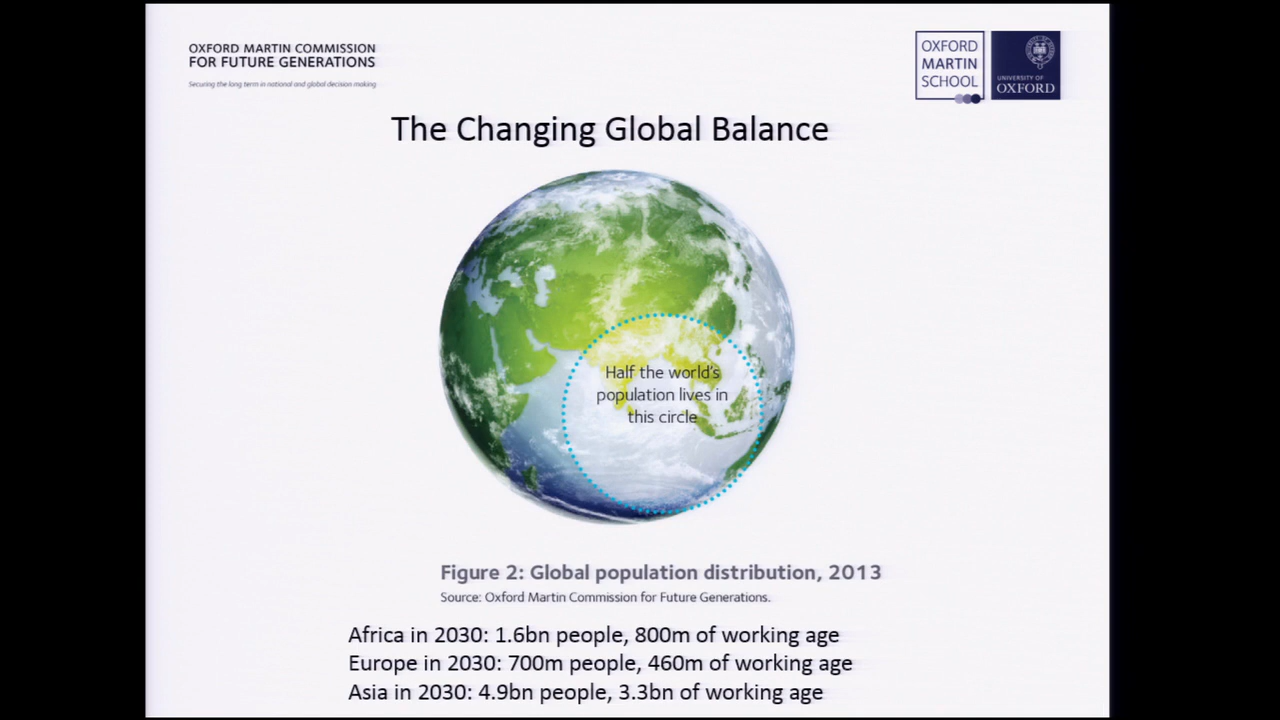 OXFORD MARTIN COMMISSION
FOR FUTURE GENERATIONS
Securing the long term in national and global decision making
OXFORD
MARTIN
SCHOOL
UNIVERSITY OF
OXFORD
The Changing Global Balance
Half the world's
population lives in
this circle
Figure 2: Global population distribution, 2013
Source: Oxford Martin Commission for Future Generations.
Africa in 2030: 1.6bn people, 800m of working age
Europe in 2030: 700m people, 460m of working age
Asia in 2030: 4.9bn people, 3.3bn of working age